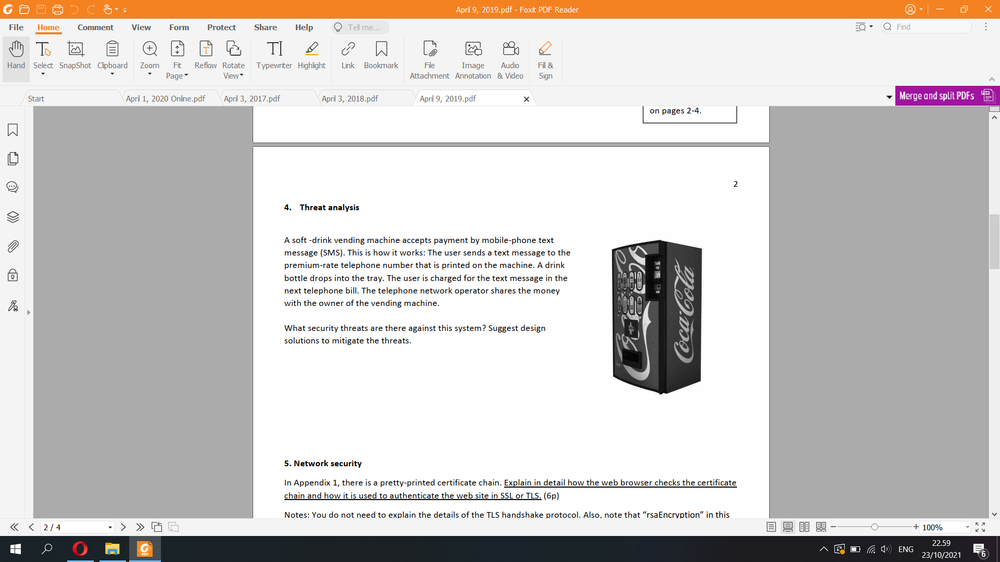 April 9, 2019.pdf - Foxit PDF Reader
File Home Comment View Form Protect Share Help Tell me... Find
Hand Select SnapShot Clipboard Zoom Fit Page Reflow Rotate View Typewriter Highlight Link Bookmark File Attachment Image Annotation Audio & Video Fill & Sign
Start April 1, 2020 Online.pdf April 3, 2017.pdf April 3, 2018.pdf April 9, 2019.pdf Merge and split PDFs
on pages 2-4.
2
4. Threat analysis
A soft -drink vending machine accepts payment by mobile-phone text
message (SMS). This is how it works: The user sends a text message to the
premium-rate telephone number that is printed on the machine. A drink
bottle drops into the tray. The user is charged for the text message in the
next telephone bill. The telephone network operator shares the money
with the owner of the vending machine.
What security threats are there against this system? Suggest design
solutions to mitigate the threats.
Coca-Cola
5. Network security
In Appendix 1, there is a pretty-printed certificate chain. Explain in detail how the web browser checks the certificate
chain and how it is used to authenticate the web site in SSL or TLS. (6p)
Notes: You do not need to explain the details of the TLS handshake protocol. Also, note that “rsaEncryption” in this
2 / 4 100%
PDF ENG 22.59
23/10/2021 6